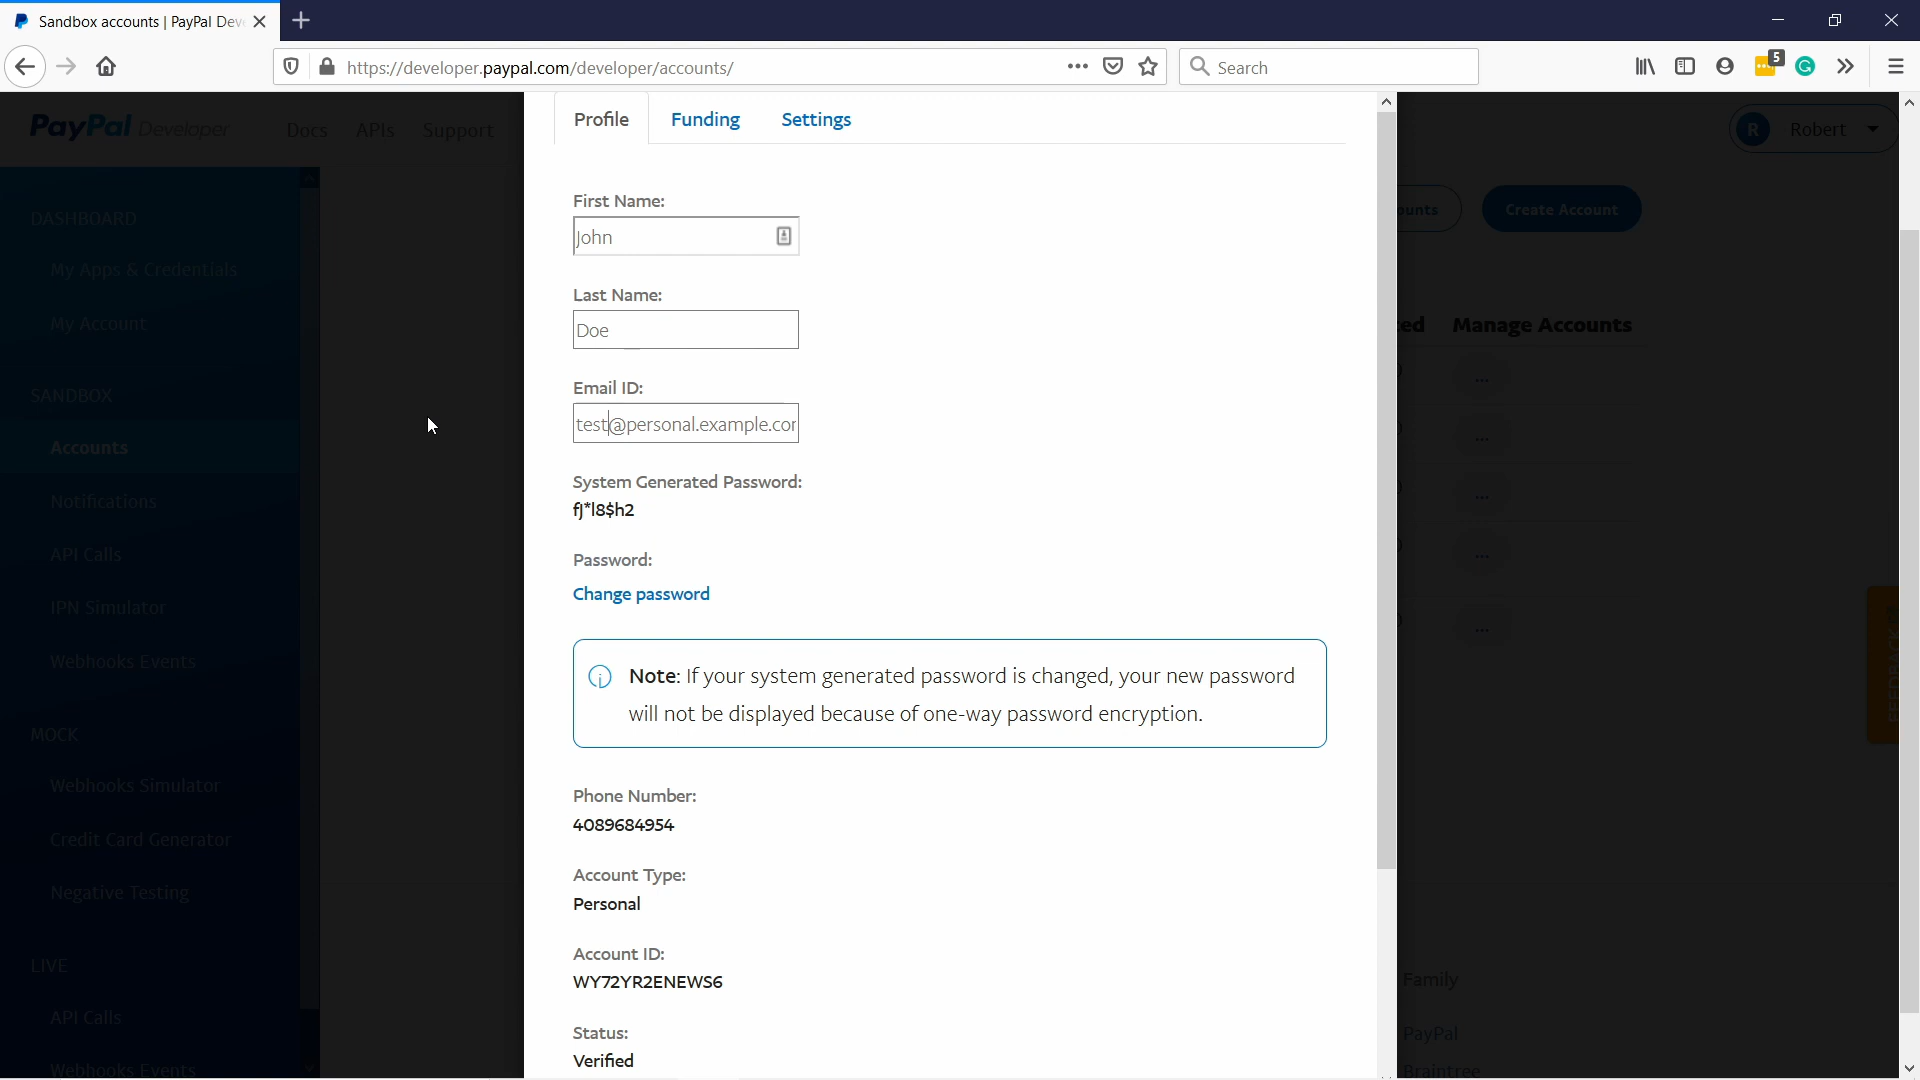 Sandbox accounts | PayPal Dev
https://developer.paypal.com/developer/accounts/
Search
5
PayPal Developer
Docs
APIs
Support
R
Robert
Profile
Funding
Settings
DASHBOARD
My Apps & Credentials
My Account
SANDBOX
Accounts
Notifications
API Calls
IPN Simulator
Webhooks Events
MOCK
Webhooks Simulator
Credit Card Generator
Negative Testing
LIVE
API Calls
Webhooks Events
First Name:
John
Last Name:
Doe
Email ID:
test@personal.example.cor
System Generated Password:
Password:
Change password
Note: If your system generated password is changed, your new password
will not be displayed because of one-way password encryption.
Phone Number:
4089684954
Account Type:
Personal
Account ID:
WY72YR2ENEWS6
Status:
Verified
ounts
Create Account
ed
Manage Accounts
...
...
...
...
...
FEEDBACK
Family
PayPal
Braintree